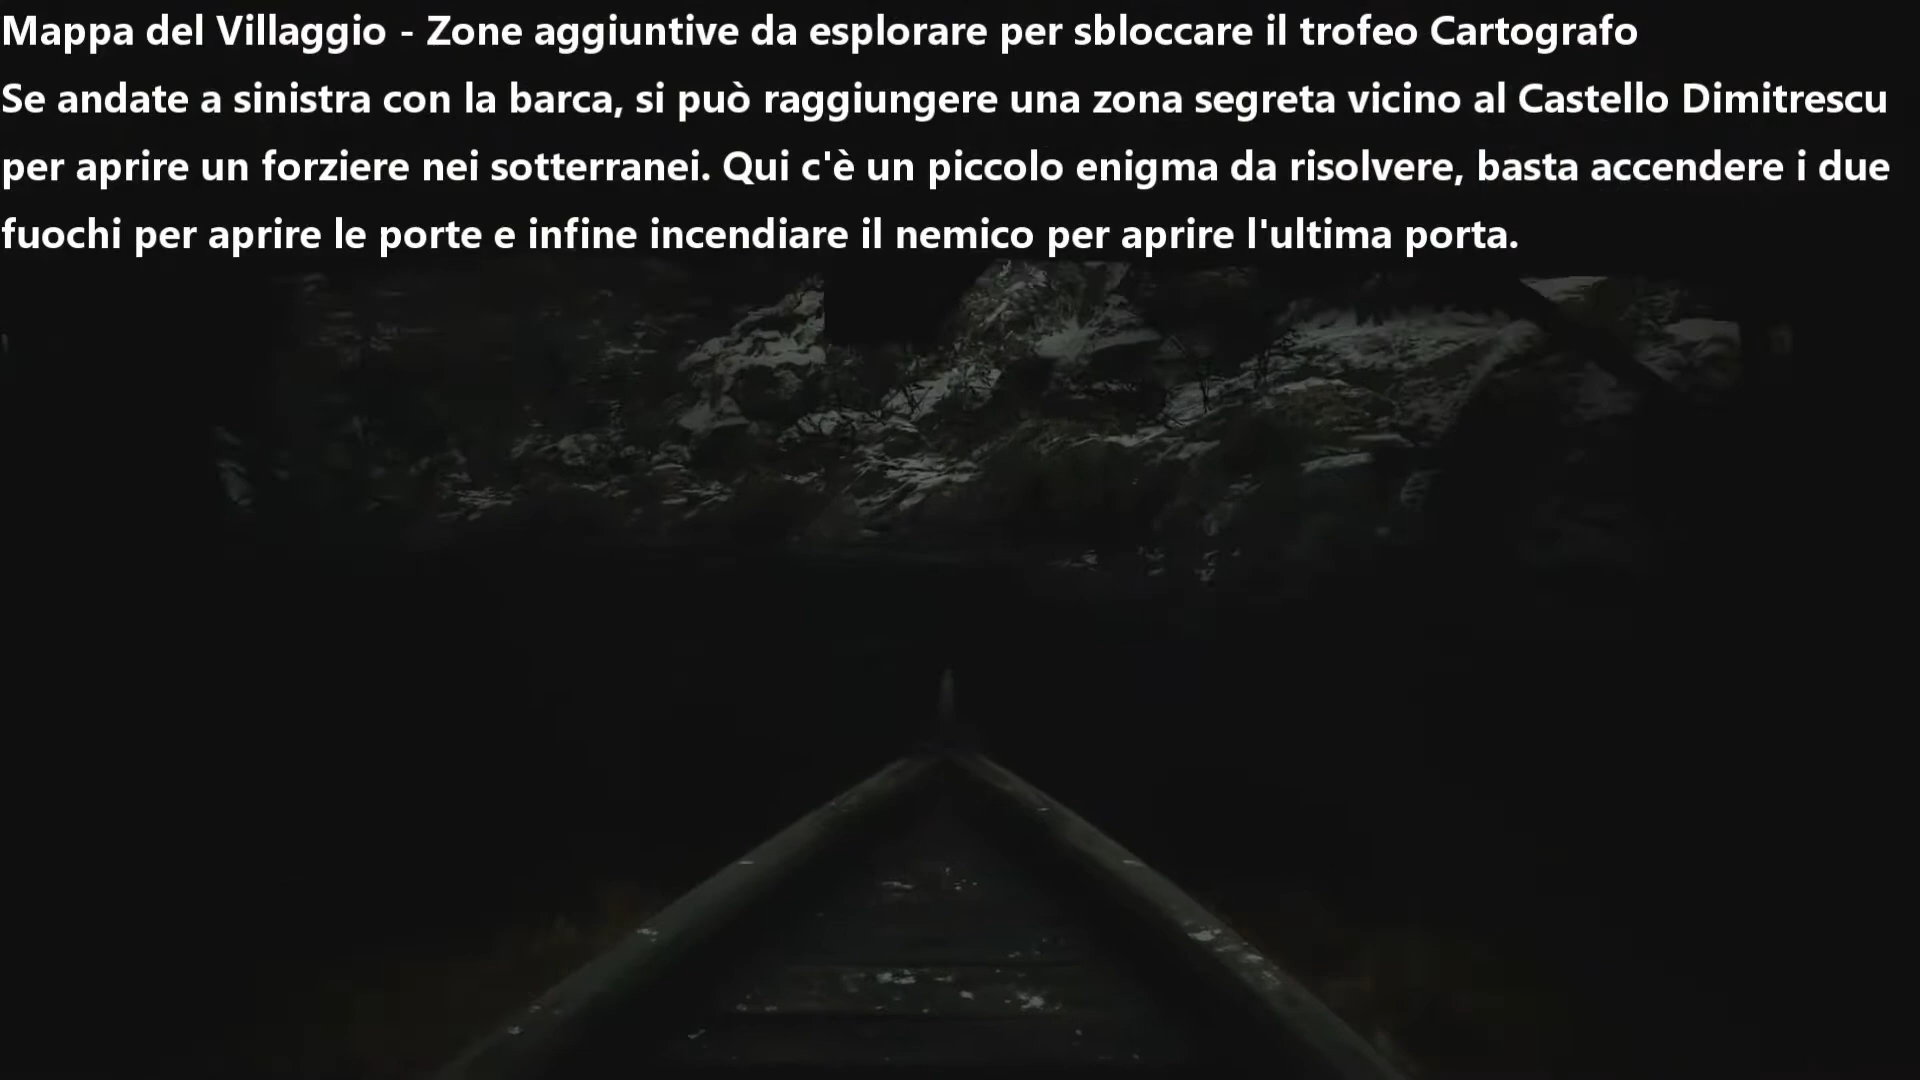 Mappa del Villaggio - Zone aggiuntive da esplorare per sbloccare il trofeo Cartografo
Se andate a sinistra con la barca, si può raggiungere una zona segreta vicino al Castello Dimitrescu
per aprire un forziere nei sotterranei. Qui c'è un piccolo enigma da risolvere, basta accendere i due
fuochi per aprire le porte e infine incendiare il nemico per aprire l'ultima porta.